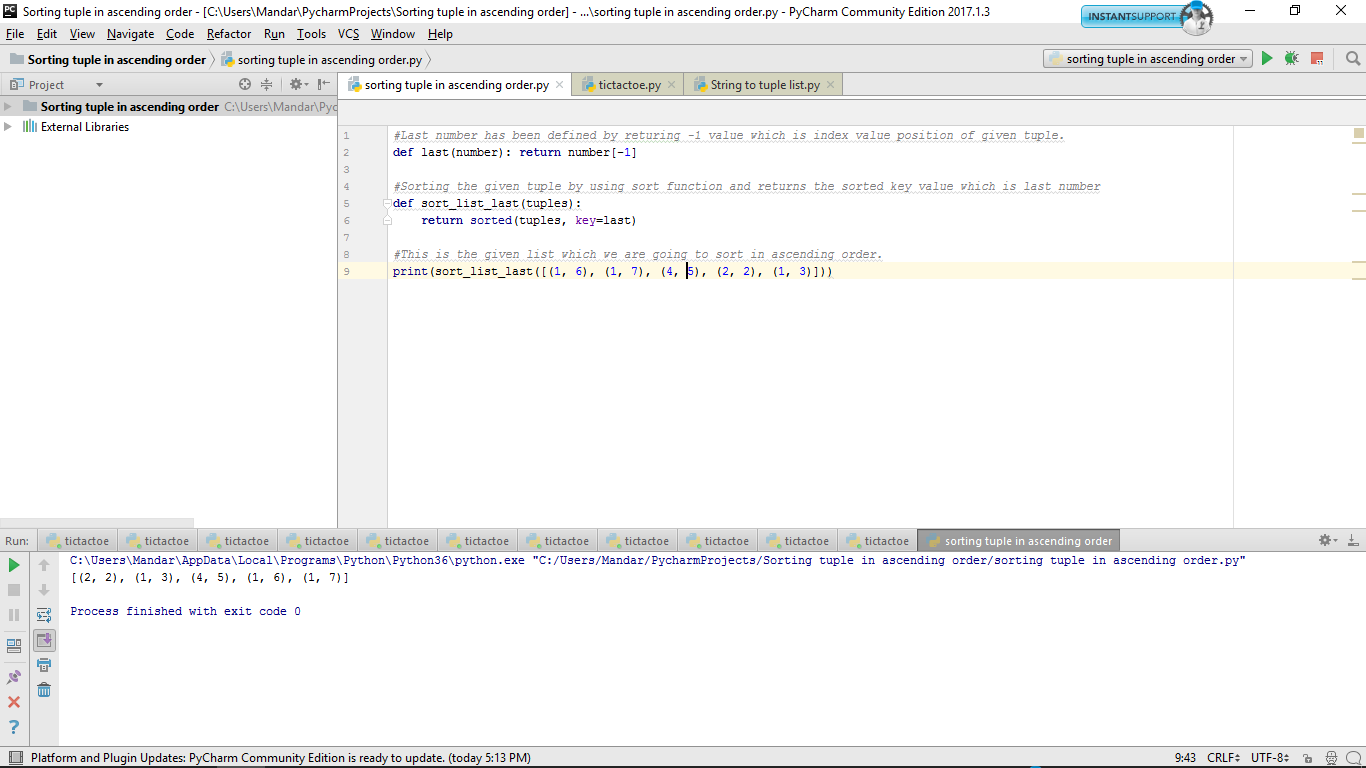 Sorting tuple in ascending order - [C:\Users\Mandar\PycharmProjects\Sorting tuple in ascending order] - ...\sorting tuple in ascending order.py - PyCharm Community Edition 2017.1.3
INSTANTSUPPORT
File Edit View Navigate Code Refactor Run Tools VCS Window Help
Sorting tuple in ascending order sorting tuple in ascending order.py
sorting tuple in ascending order
Project
sorting tuple in ascending order.py tictactoe.py String to tuple list.py
Sorting tuple in ascending order C:\Users\Mandar\Pyc
External Libraries
1 #Last number has been defined by returing -1 value which is index value position of given tuple.
2 def last(number): return number[-1]
3
4 #Sorting the given tuple by using sort function and returns the sorted key value which is last number
5 def sort_list_last(tuples):
6 return sorted(tuples, key=last)
7
8 #This is the given list which we are going to sort in ascending order.
9 print(sort_list_last([(1, 6), (1, 7), (4, 5), (2, 2), (1, 3)]))
Run: tictactoe tictactoe tictactoe tictactoe tictactoe tictactoe tictactoe tictactoe tictactoe tictactoe tictactoe sorting tuple in ascending order
C:\Users\Mandar\AppData\Local\Programs\Python\Python36\python.exe "C:/Users/Mandar/PycharmProjects/Sorting tuple in ascending order/sorting tuple in ascending order.py"
[(2, 2), (1, 3), (4, 5), (1, 6), (1, 7)]
Process finished with exit code 0
Platform and Plugin Updates: PyCharm Community Edition is ready to update. (today 5:13 PM)
9:43 CRLF UTF-8